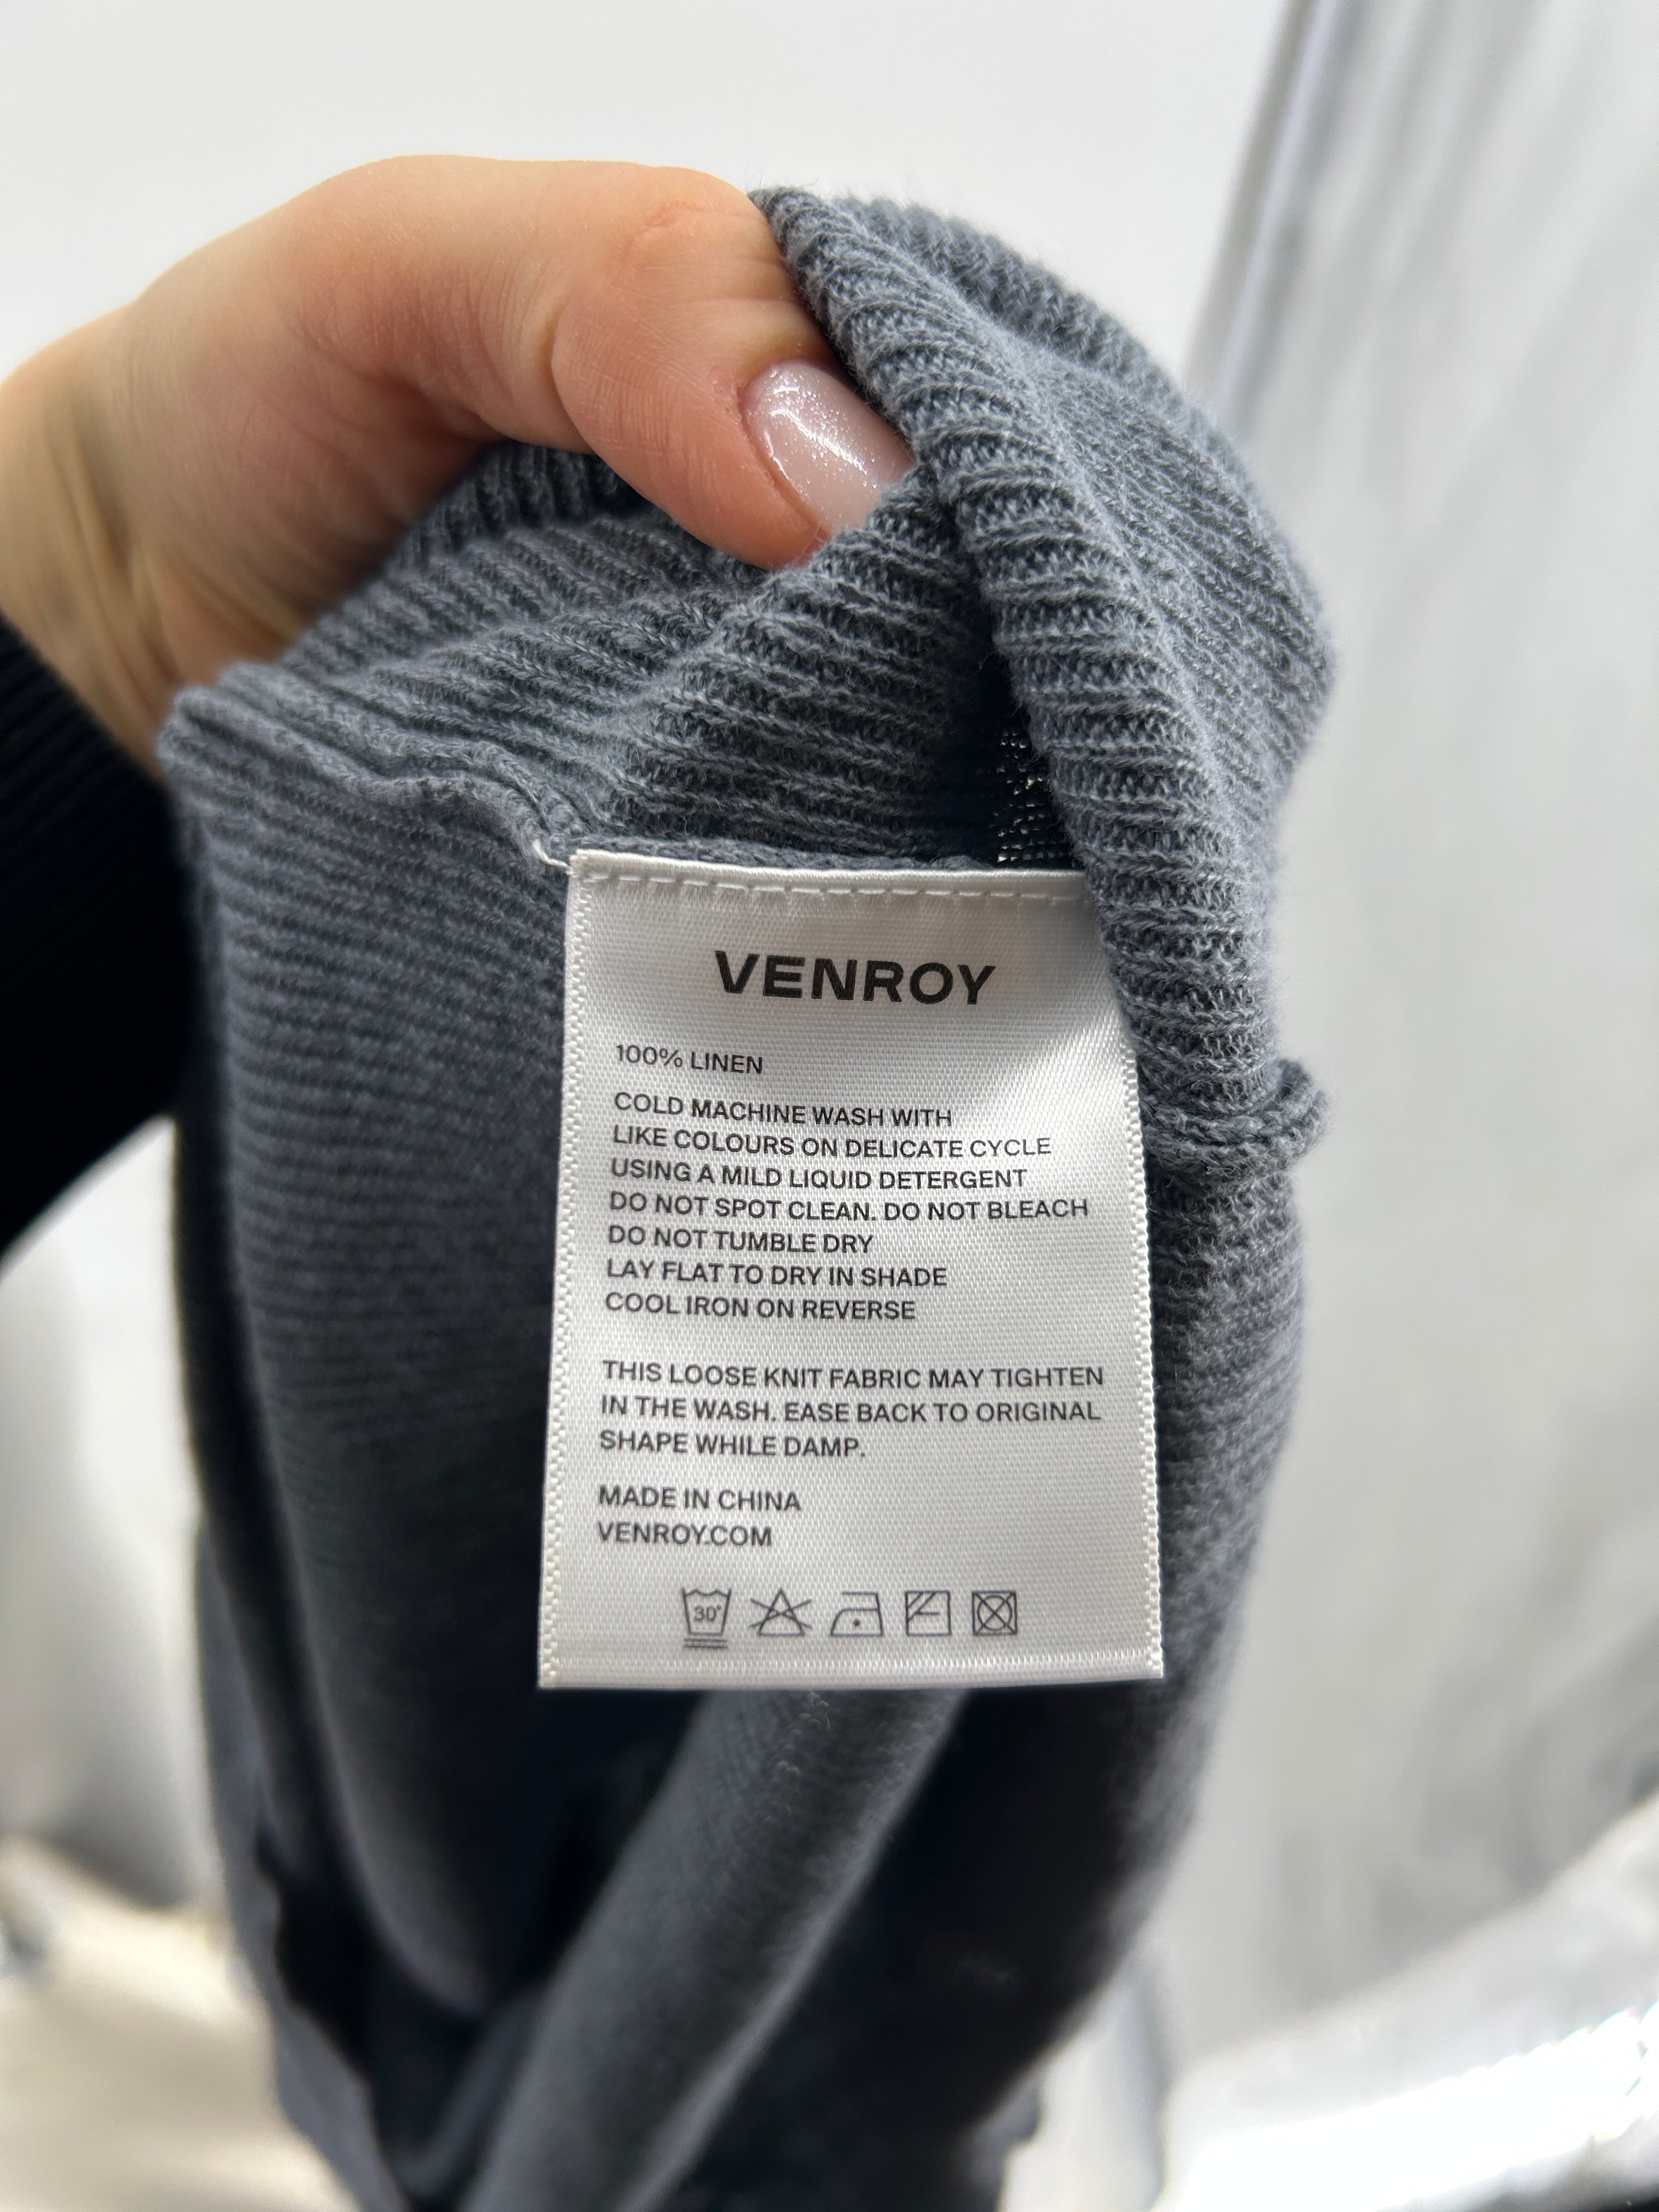 VENROY
100% LINEN
COLD MACHINE WASH WITH
LIKE COLOURS ON DELICATE CYCLE
USING A MILD LIQUID DETERGENT
DO NOT SPOT CLEAN. DO NOT BLEACH
DO NOT TUMBLE DRY
LAY FLAT TO DRY IN SHADE
COOL IRON ON REVERSE
THIS LOOSE KNIT FABRIC MAY TIGHTEN
IN THE WASH. EASE BACK TO ORIGINAL
SHAPE WHILE DAMP.
MADE IN CHINA
VENROY.COM
30°